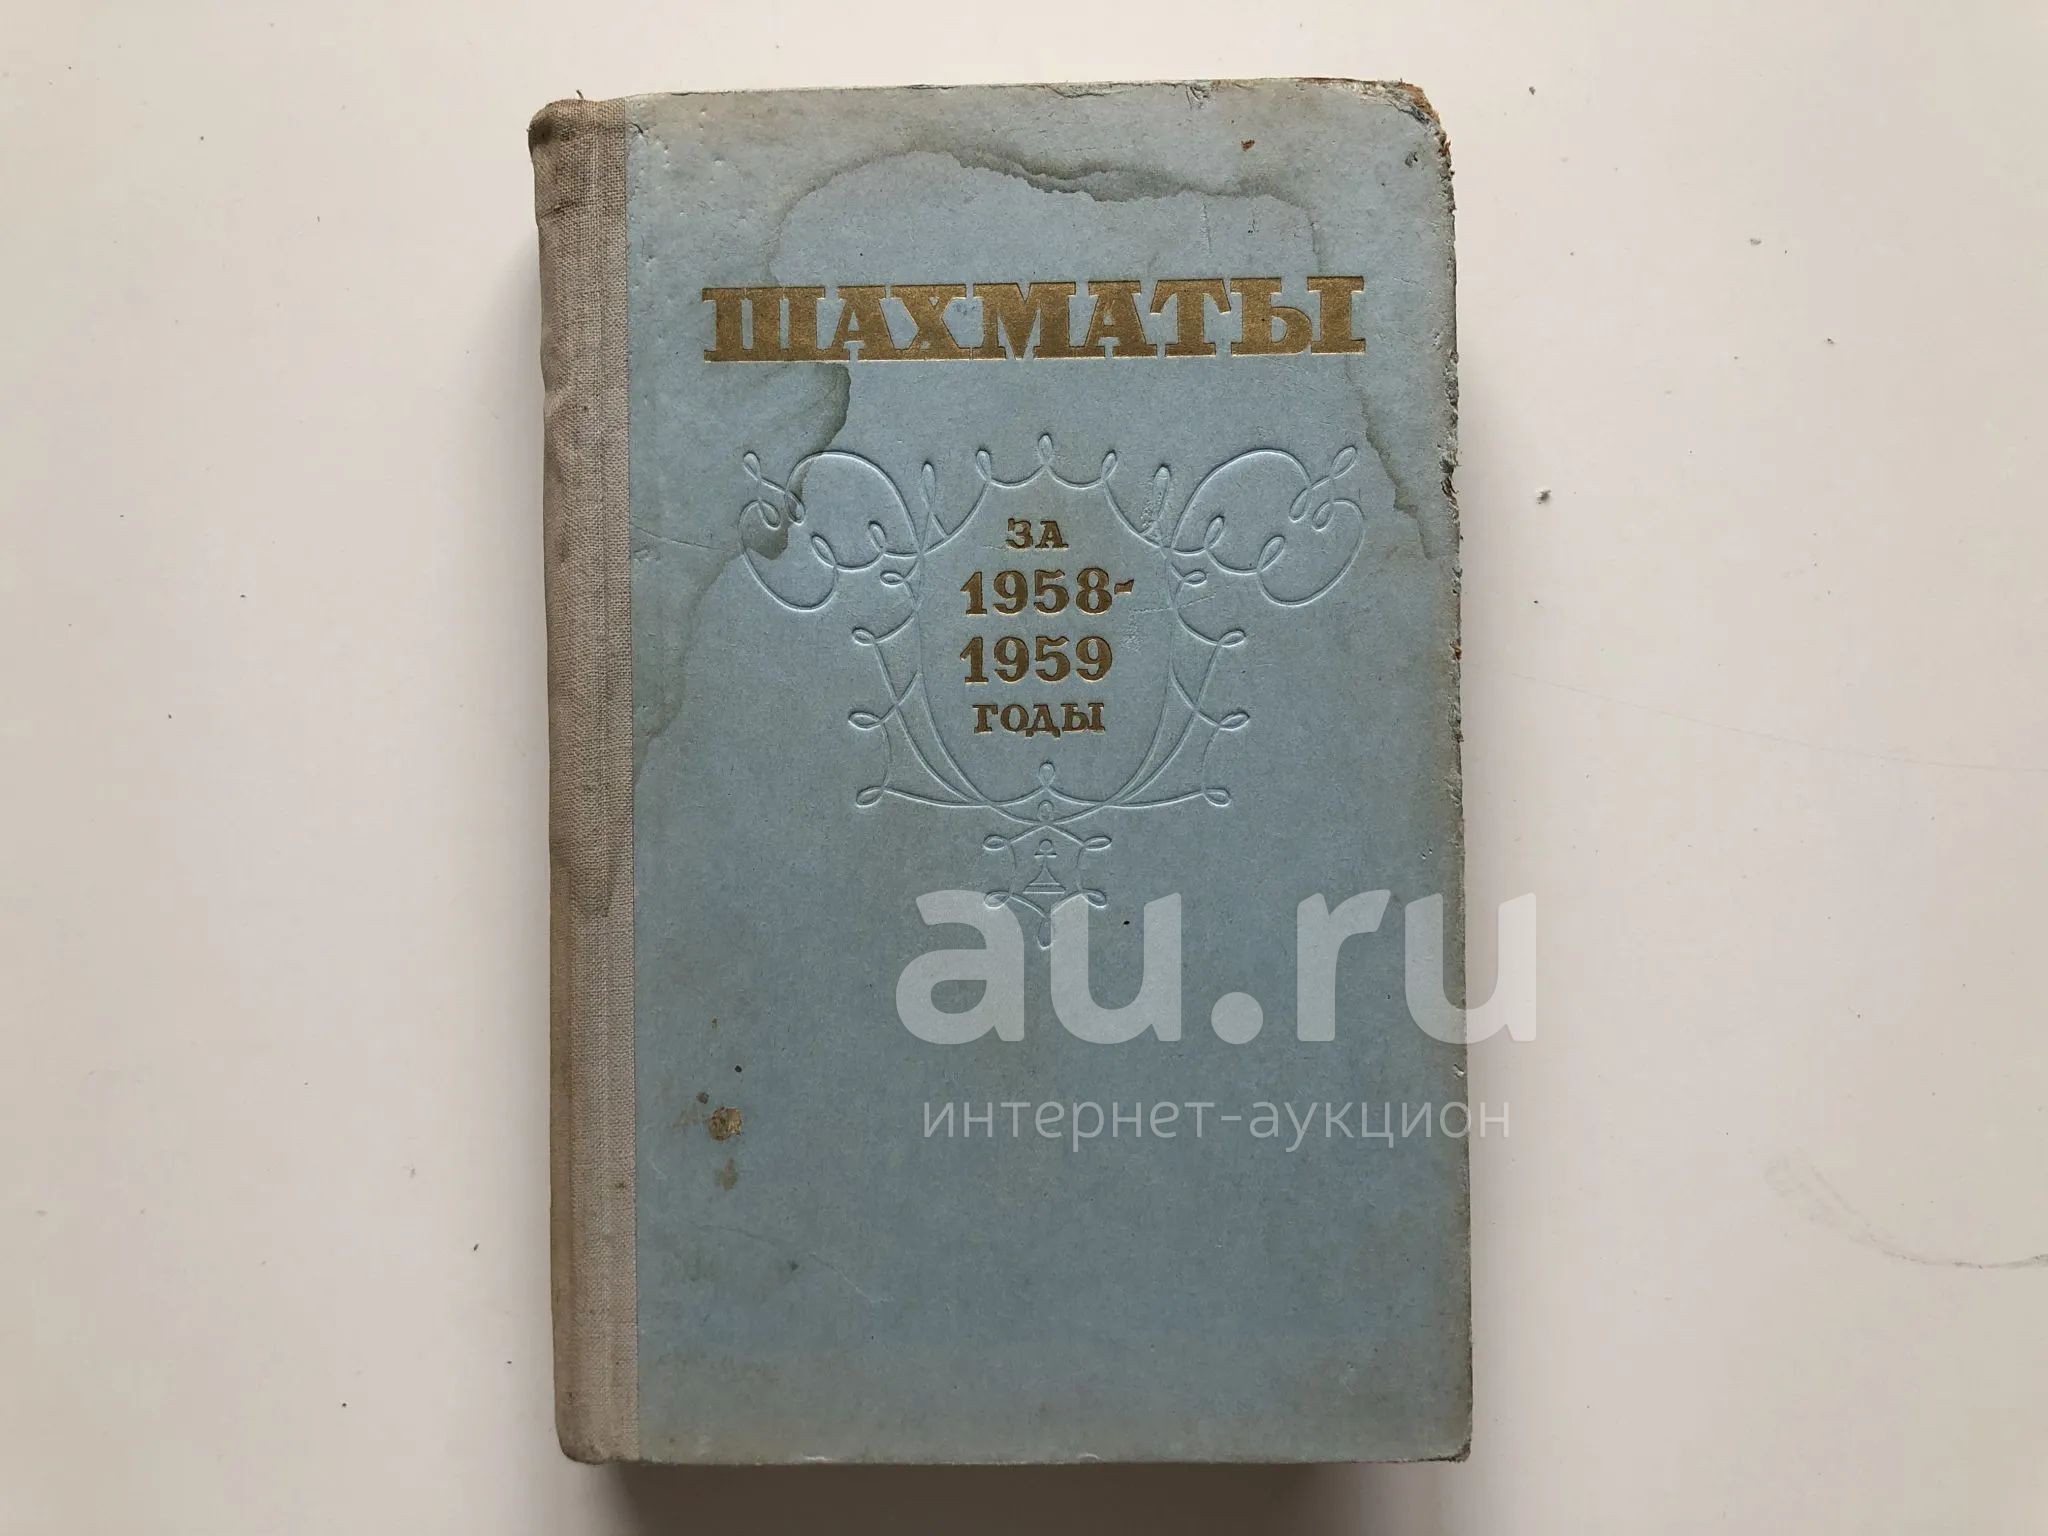 ШАХМАТЫ
ЗА
1958-
1959
ГОДЫ
au.ru
интернет-аукцион